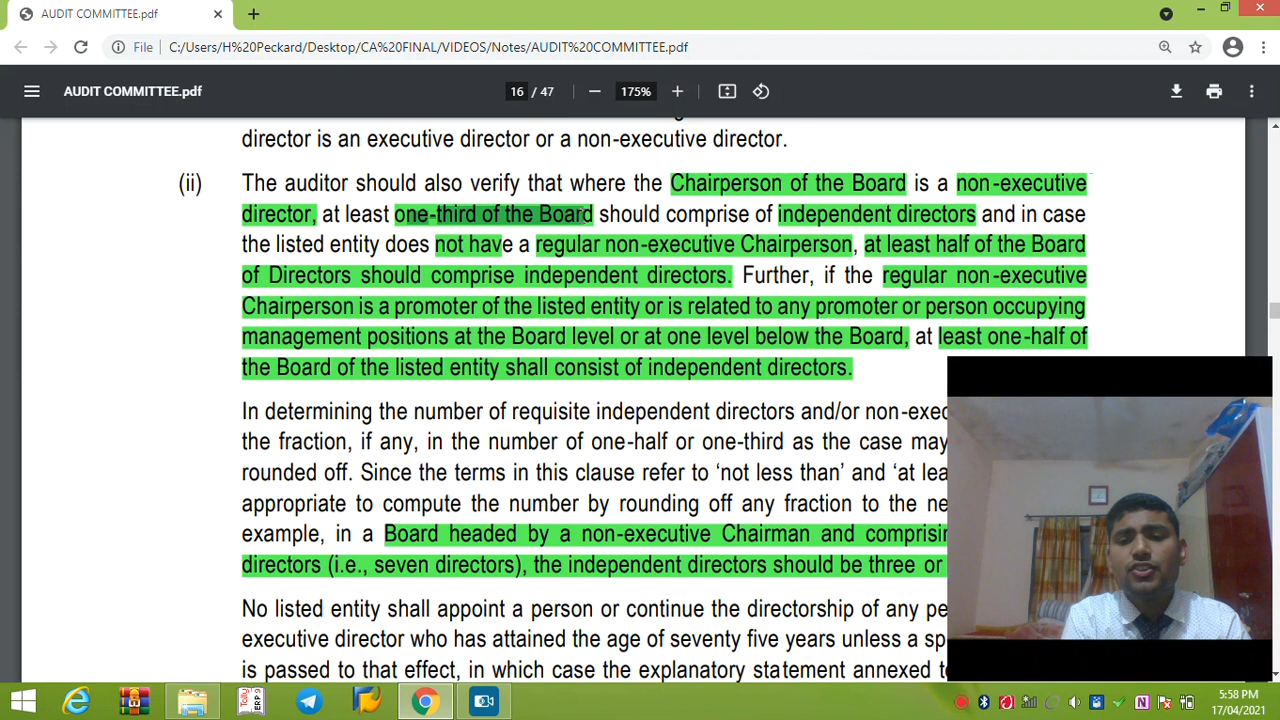 AUDIT COMMITTEE.pdf
File C:/Users/H%20Peckard/Desktop/CA%20FINAL/VIDEOS/Notes/AUDIT%20COMMITTEE.pdf
AUDIT COMMITTEE.pdf 16 / 47 175%
director is an executive director or a non-executive director.
(ii) The auditor should also verify that where the Chairperson of the Board is a non-executive
director, at least one-third of the Board should comprise of independent directors and in case
the listed entity does not have a regular non-executive Chairperson, at least half of the Board
of Directors should comprise independent directors. Further, if the regular non-executive
Chairperson is a promoter of the listed entity or is related to any promoter or person occupying
management positions at the Board level or at one level below the Board, at least one-half of
the Board of the listed entity shall consist of independent directors.
In determining the number of requisite independent directors and/or
the fraction, if any, in the number of one-half or one-third as the case may
rounded off. Since the terms in this clause refer to ‘not less than’ and
appropriate to compute the number by rounding off any fraction to the
example, in a Board headed by a non-executive Chairman and
directors (i.e., seven directors), the independent directors should be three or
No listed entity shall appoint a person or continue the directorship of any
executive director who has attained the age of seventy five years unless a
is passed to that effect, in which case the explanatory statement annexed
Tally
ERP 9
N
5:58 PM
17/04/2021